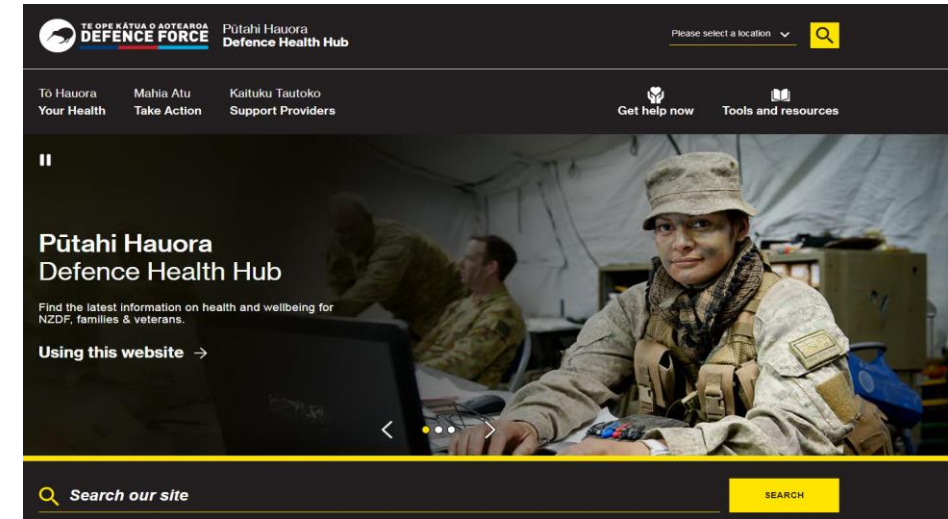 TE OPE KĀTUA O AOTEAROA
DEFENCE FORCE
Pūtahi Hauora
Defence Health Hub
Please select a location
Tō Hauora
Your Health
Mahia Atu
Take Action
Kaituku Tautoko
Support Providers
Get help now
Tools and resources
Pūtahi Hauora
Defence Health Hub
Find the latest information on health and wellbeing for
NZDF, families & veterans.
Using this website →
Search our site
SEARCH